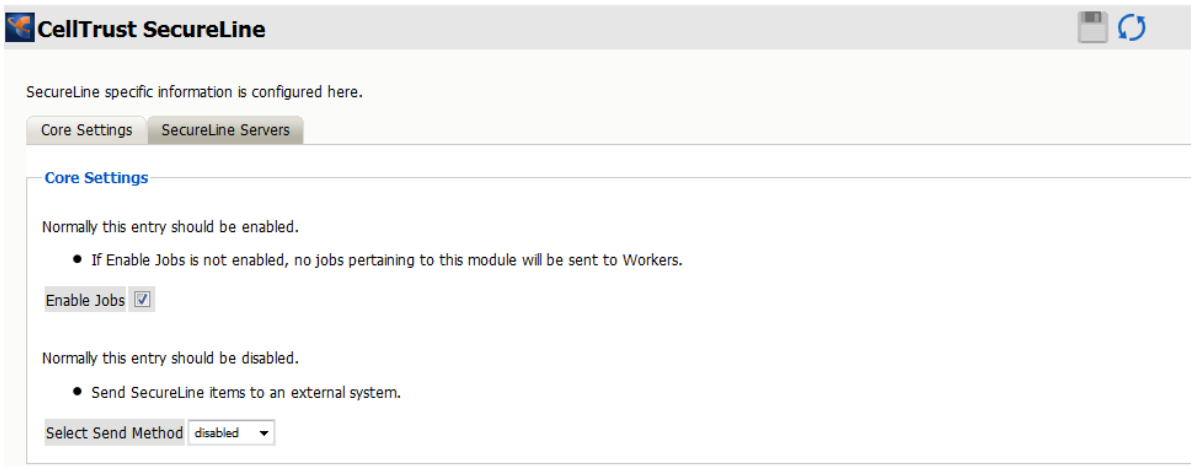 CellTrust SecureLine
SecureLine specific information is configured here.
Core Settings
SecureLine Servers
Core Settings
Normally this entry should be enabled.
• If Enable Jobs is not enabled, no jobs pertaining to this module will be sent to Workers.
Enable Jobs
Normally this entry should be disabled.
• Send SecureLine items to an external system.
Select Send Method disabled